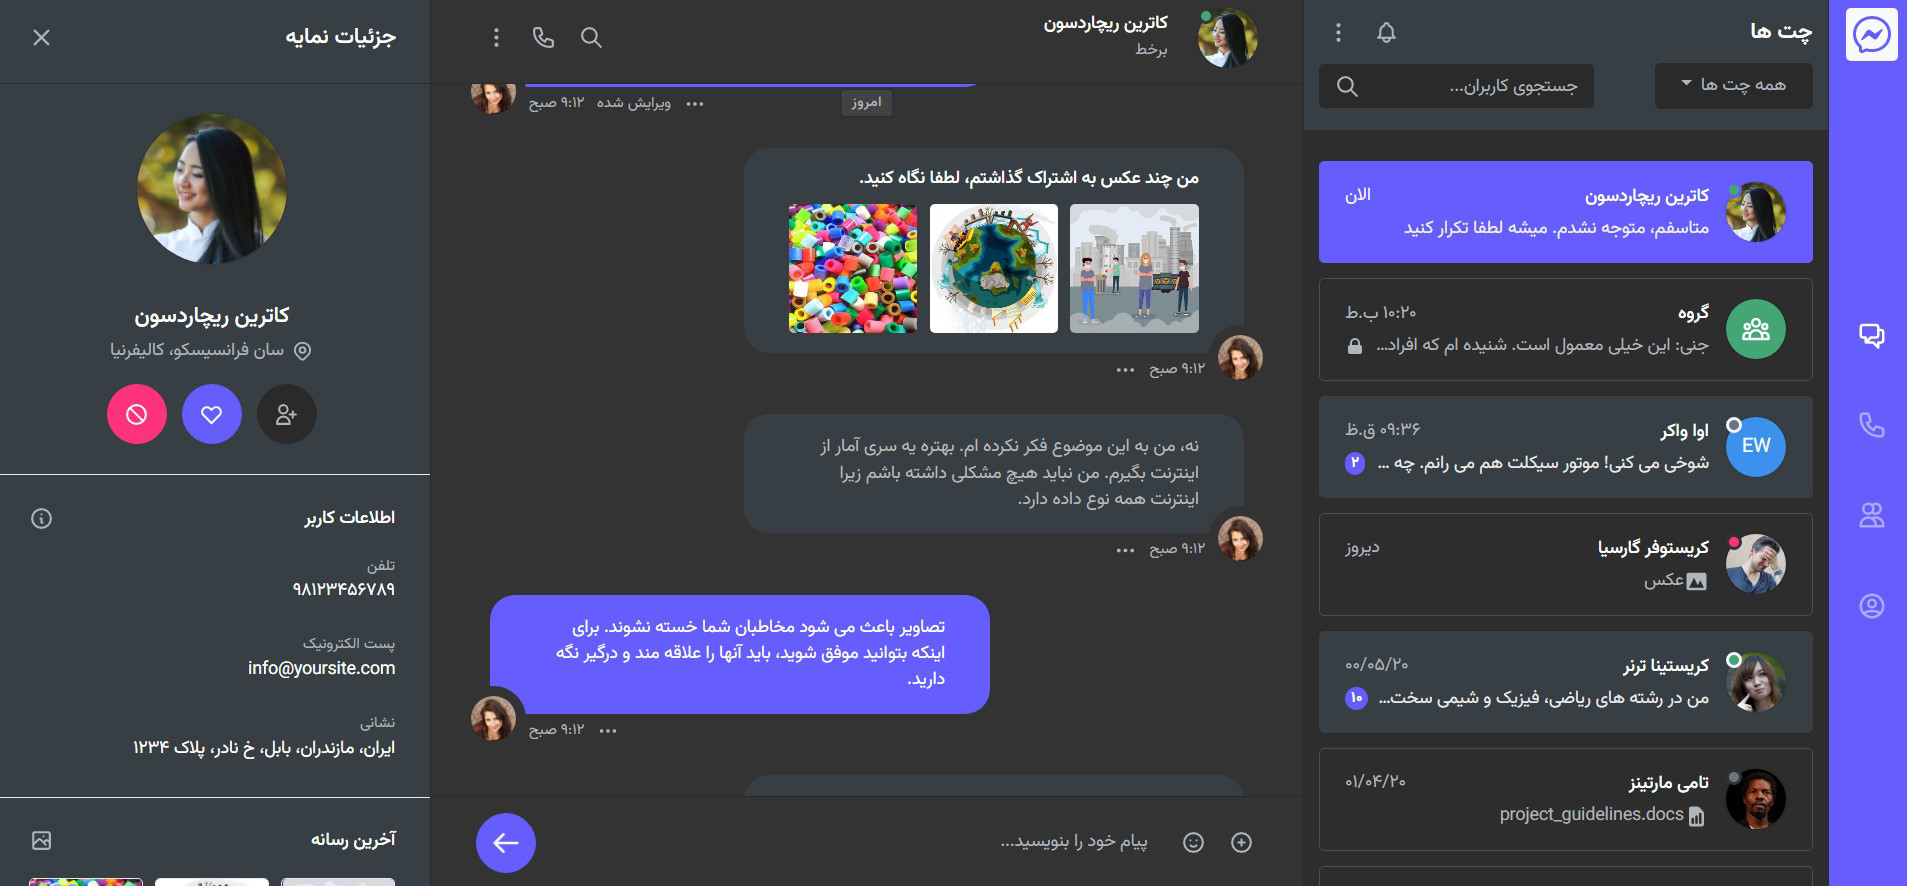 چت ها
همه چت ها
جستجوی کاربران...
کاترین ریچاردسون
الان
متاسفم، متوجه نشدم. میشه لطفا تکرار کنید
گروه
۱۰:۲۰ ب.ظ
جنی: این خیلی معمول است. شنیده ام که افراد...
EW
اوا واکر
۰۹:۳۶ ق.ظ
شوخی می کنی! موتور سیکلت هم می رانم. چه ...
۲
کریستوفر گارسیا
دیروز
عکس
کریستینا ترنر
۰۰/۰۵/۲۰
من در رشته های ریاضی، فیزیک و شیمی سخت...
۱۰
تامی مارتینز
۰۱/۰۴/۲۰
project_guidelines.docs
کاترین ریچاردسون
برخط
۹:۱۲ صبح ویرایش شده
امروز
من چند عکس به اشتراک گذاشتم، لطفا نگاه کنید.
۹:۱۲ صبح
نه، من به این موضوع فکر نکرده ام. بهتره یه سری آمار از
اینترنت بگیرم. من نباید هیچ مشکلی داشته باشم زیرا
اینترنت همه نوع داده دارد.
۹:۱۲ صبح
تصاویر باعث می شود مخاطبان شما خسته نشوند. برای
اینکه بتوانید موفق شوید، باید آنها را علاقه مند و درگیر نگه
دارید.
۹:۱۲ صبح
پیام خود را بنویسید...
جزئیات نمایه
کاترین ریچاردسون
سان فرانسیسکو، کالیفرنیا
اطلاعات کاربر
تلفن
۹۸۱۲۳۴۵۶۷۸۹
پست الکترونیک
info@yoursite.com
نشانی
ایران، مازندران، بابل، خ نادر، پلاک ۱۲۳۴
آخرین رسانه